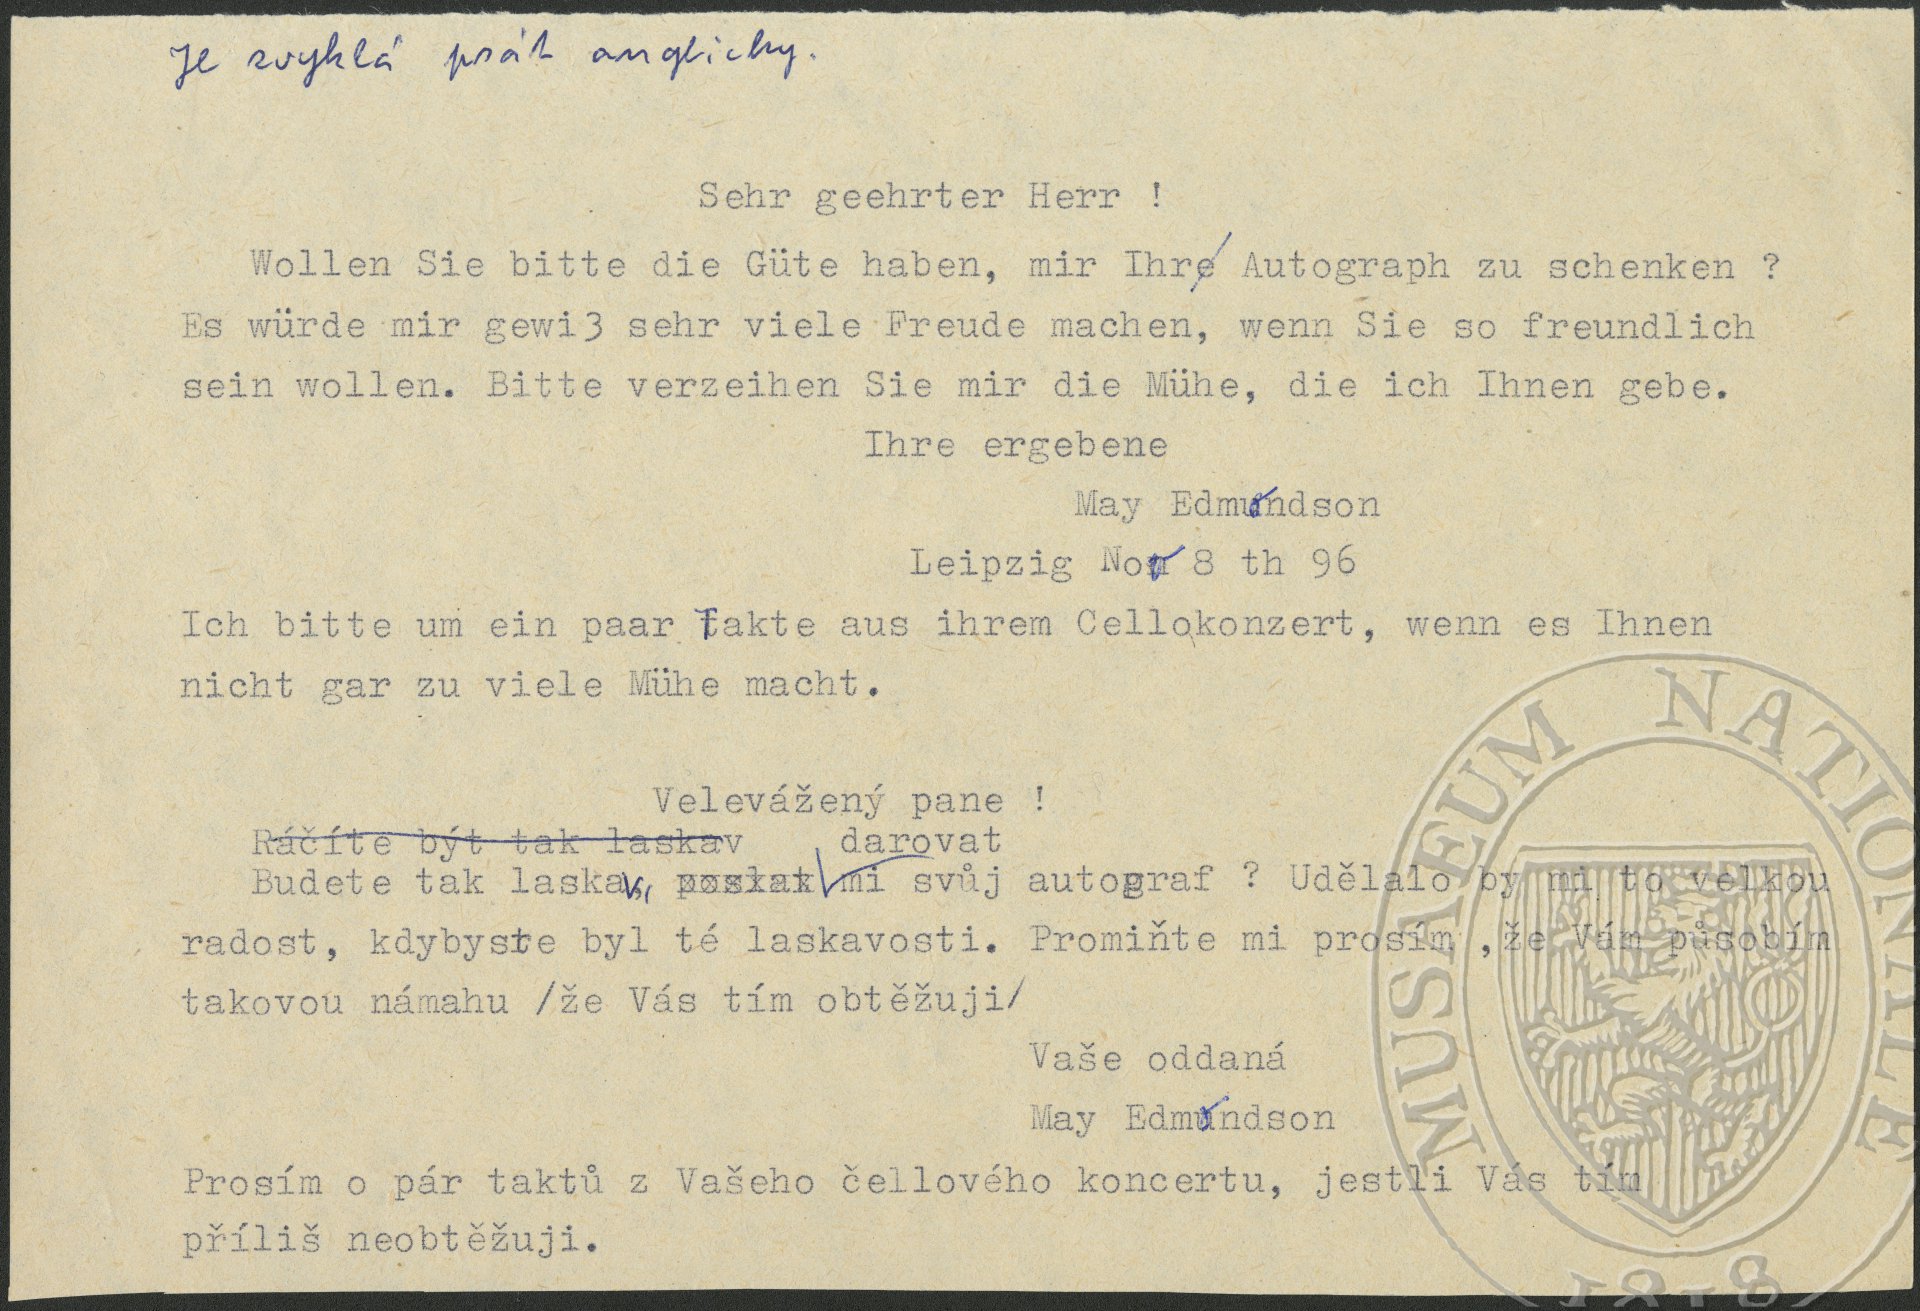 Je zvyklá psát anglicky.
Sehr geehrter Herr !
Wollen Sie bitte die Güte haben, mir Ihre Autograph zu schenken ?
Es würde mir gewi3 sehr viele Freude machen, wenn Sie so freundlich
sein wollen. Bitte verzeihen Sie mir die Mühe, die ich Ihnen gebe.
Ihre ergebene
May Edmundson
Leipzig Nov 8 th 96
Ich bitte um ein paar Takte aus ihrem Cellokonzert, wenn es Ihnen
nicht gar zu viele Mühe macht.
Velevážený pane !
Ráčíte být tak laskav darovat
Budete tak laskav, poslat mi svůj autograf ? Udělalo by mi to velkou
radost, kdybyste byl té laskavosti. Promiňte mi prosím ,že Vám působím
takovou námahu /že Vás tím obtěžuji/
Vaše oddaná
May Edmundson
Prosím o pár taktů z Vašeho čellového koncertu, jestli Vás tím
příliš neobtěžuji.
MUSAEUM NATIONALE
1818